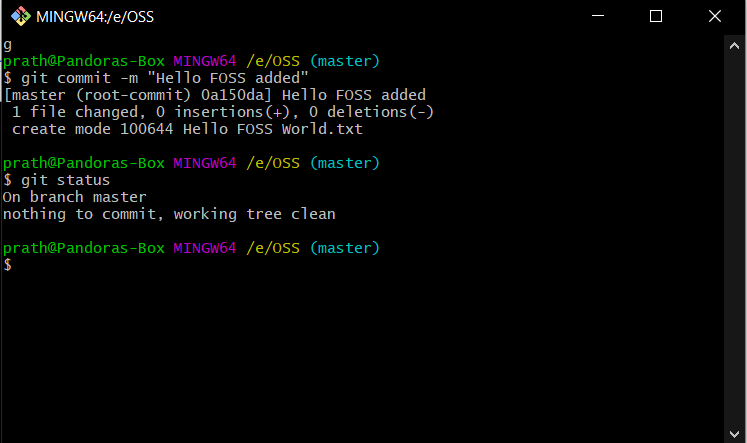 MINGW64:/e/OSS
g
prath@Pandoras-Box MINGW64 /e/OSS (master)
$ git commit -m "Hello FOSS added"
[master (root-commit) 0a150da] Hello FOSS added
 1 file changed, 0 insertions(+), 0 deletions(-)
 create mode 100644 Hello FOSS World.txt

prath@Pandoras-Box MINGW64 /e/OSS (master)
$ git status
On branch master
nothing to commit, working tree clean

prath@Pandoras-Box MINGW64 /e/OSS (master)
$